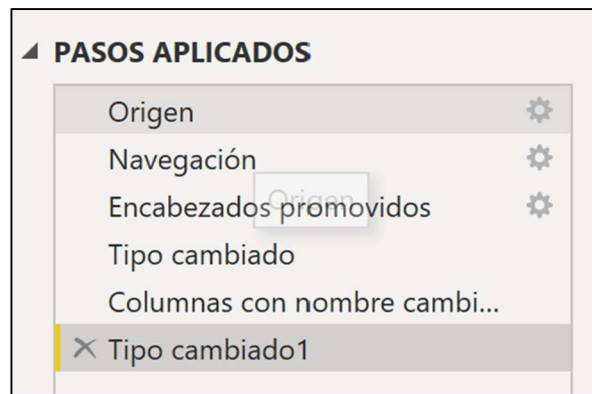 PASOS APLICADOS
Origen
Navegación
Origen
Encabezados promovidos
Tipo cambiado
Columnas con nombre cambi...
Tipo cambiado1